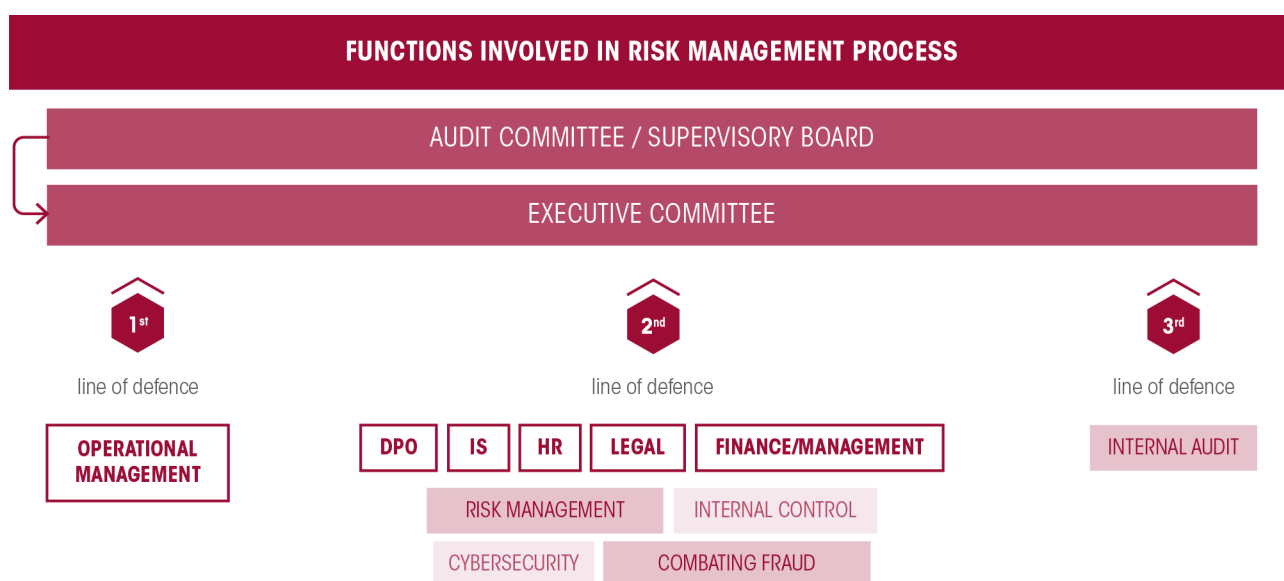 FUNCTIONS INVOLVED IN RISK MANAGEMENT PROCESS
AUDIT COMMITTEE / SUPERVISORY BOARD
EXECUTIVE COMMITTEE
1st
line of defence
OPERATIONAL
MANAGEMENT
2nd
line of defence
DPO
IS
HR
LEGAL
FINANCE/MANAGEMENT
RISK MANAGEMENT
INTERNAL CONTROL
CYBERSECURITY
COMBATING FRAUD
3rd
line of defence
INTERNAL AUDIT